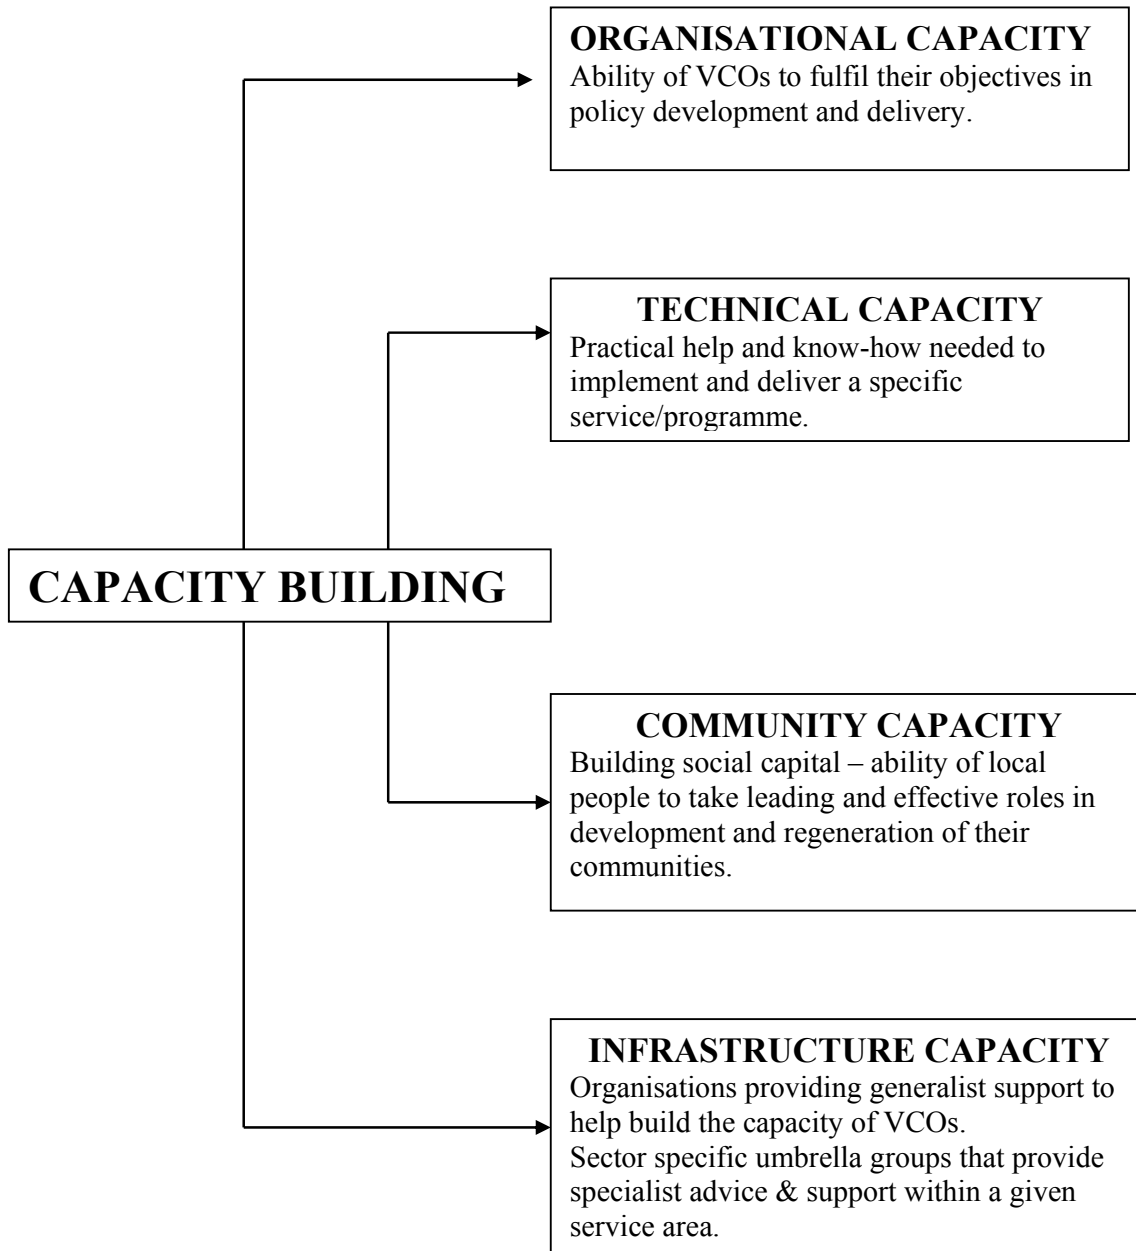 ORGANISATIONAL CAPACITY
Ability of VCOs to fulfil their objectives in
policy development and delivery.
TECHNICAL CAPACITY
Practical help and know-how needed to
implement and deliver a specific
service/programme.
CAPACITY BUILDING
COMMUNITY CAPACITY
Building social capital – ability of local
people to take leading and effective roles in
development and regeneration of their
communities.
INFRASTRUCTURE CAPACITY
Organisations providing generalist support to
help build the capacity of VCOs.
Sector specific umbrella groups that provide
specialist advice & support within a given
service area.